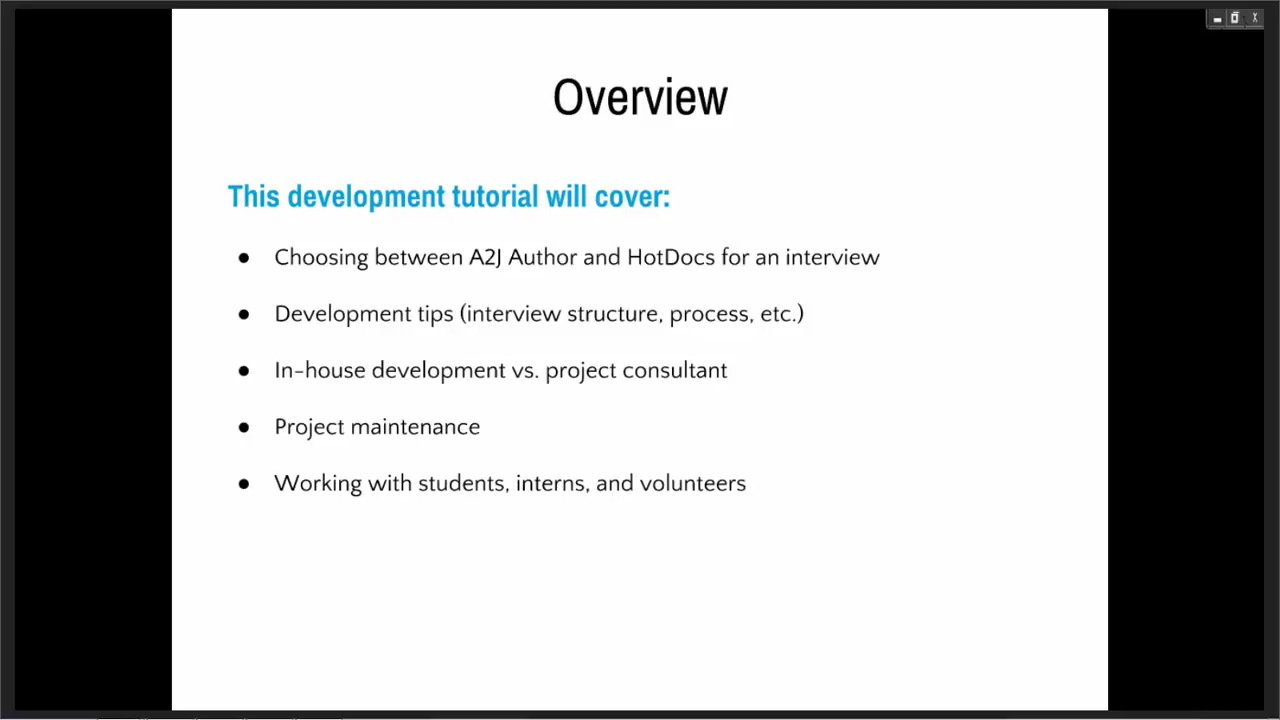 Overview
This development tutorial will cover:
● Choosing between A2J Author and HotDocs for an interview
● Development tips (interview structure, process, etc.)
● In-house development vs. project consultant
● Project maintenance
● Working with students, interns, and volunteers